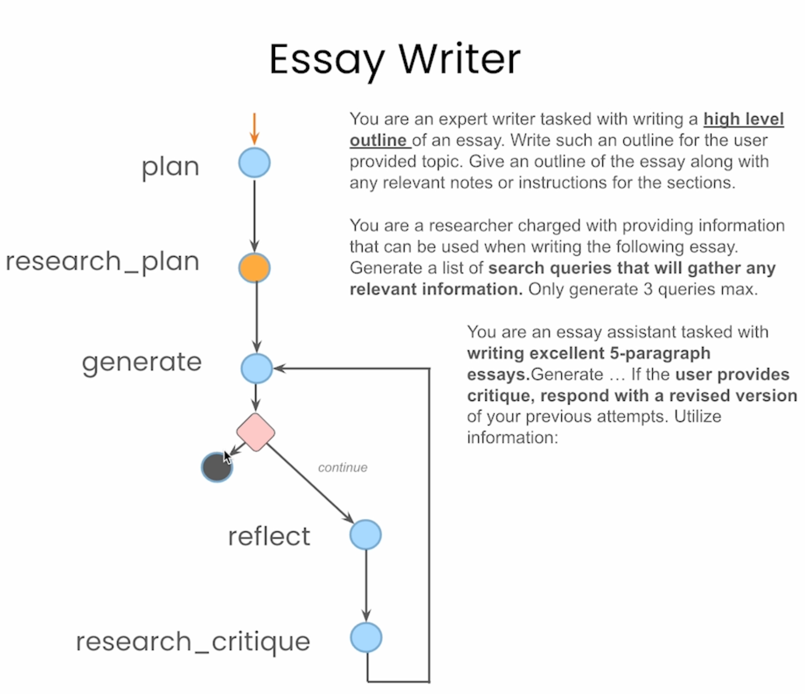 Essay Writer
plan
You are an expert writer tasked with writing a high level
outline of an essay. Write such an outline for the user
provided topic. Give an outline of the essay along with
any relevant notes or instructions for the sections.
research_plan
You are a researcher charged with providing information
that can be used when writing the following essay.
Generate a list of search queries that will gather any
relevant information. Only generate 3 queries max.
generate
You are an essay assistant tasked with
writing excellent 5-paragraph
essays.Generate … If the user provides
critique, respond with a revised version
of your previous attempts. Utilize
information:
continue
reflect
research_critique